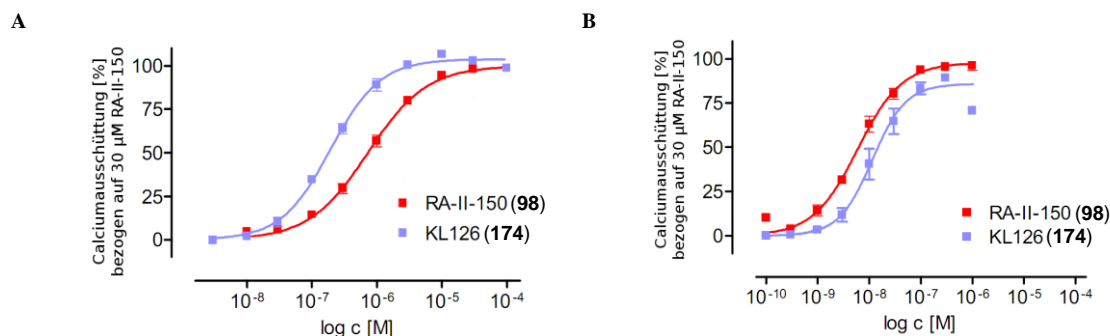 A
Calciumausschüttung [%]
bezogen auf 30 µM RA-II-150
100
75
50
25
0
RA-II-150 (98)
KL126 (174)
10-8
10-7
10-6
10-5
10-4
log c [M]
B
Calciumausschüttung [%]
bezogen auf 30 µM RA-II-150
100
75
50
25
0
RA-II-150 (98)
KL126 (174)
10-10
10-9
10-8
10-7
10-6
10-5
10-4
log c [M]